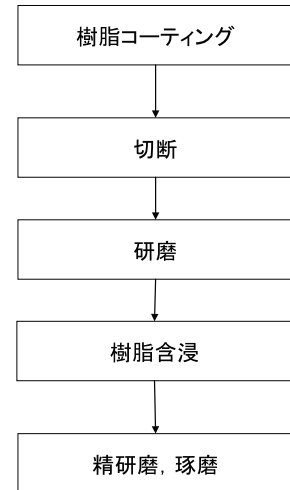 樹脂コーティング
切断
研磨
樹脂含浸
精研磨, 琢磨